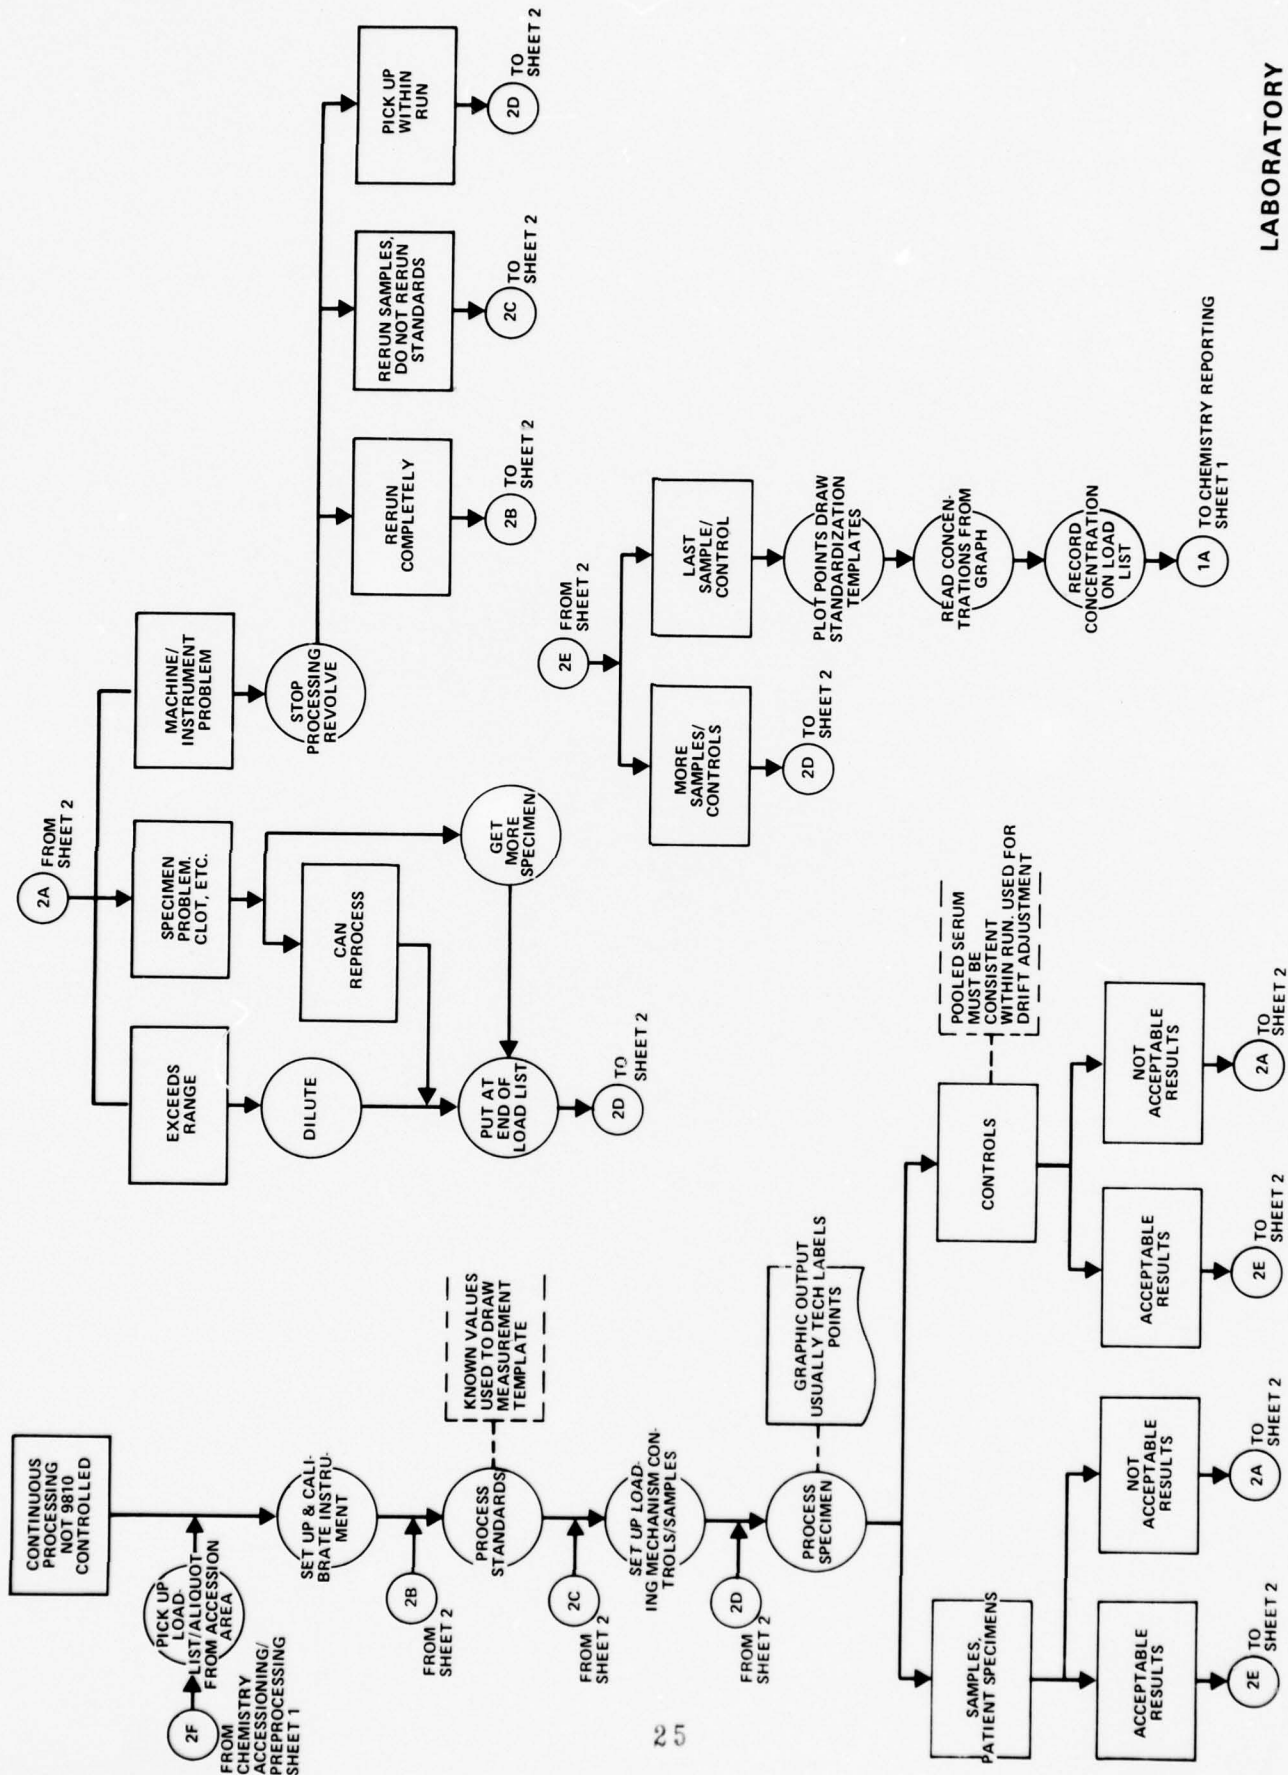 CONTINUOUS
PROCESSING
NOT 9810
CONTROLLED
2F
FROM
CHEMISTRY
ACCESSIONING/
PREPROCESSING
SHEET 1
PICK UP
LOAD-
LIST/ALIQUOT
FROM ACCESSION
AREA
SET UP & CALI-
BRATE INSTRU-
MENT
2B
FROM
SHEET 2
PROCESS
STANDARDS
KNOWN VALUES
USED TO DRAW
MEASUREMENT
TEMPLATE
2C
FROM
SHEET 2
SET UP LOAD-
ING MECHANISM CON-
TROLS/SAMPLES
2D
FROM
SHEET 2
PROCESS
SPECIMEN
GRAPHIC OUTPUT
USUALLY TECH LABELS
POINTS
SAMPLES,
PATIENT SPECIMENS
ACCEPTABLE
RESULTS
2E
TO
SHEET 2
NOT
ACCEPTABLE
RESULTS
2A
TO
SHEET 2
CONTROLS
POOLED SERUM
MUST BE
CONSISTENT
WITHIN RUN. USED FOR
DRIFT ADJUSTMENT
ACCEPTABLE
RESULTS
2E
TO
SHEET 2
NOT
ACCEPTABLE
RESULTS
2A
TO
SHEET 2
2A
FROM
SHEET 2
EXCEEDS
RANGE
DILUTE
PUT AT
END OF
LOAD LIST
2D
TO
SHEET 2
SPECIMEN
PROBLEM.
CLOT, ETC.
CAN
REPROCESS
GET
MORE
SPECIMEN
MACHINE/
INSTRUMENT
PROBLEM
STOP
PROCESSING
REVOLVE
RERUN
COMPLETELY
2B
TO
SHEET 2
RERUN SAMPLES,
DO NOT RERUN
STANDARDS
2C
TO
SHEET 2
PICK UP
WITHIN
RUN
2D
TO
SHEET 2
2E
FROM
SHEET 2
MORE
SAMPLES/
CONTROLS
2D
TO
SHEET 2
LAST
SAMPLE/
CONTROL
PLOT POINTS DRAW
STANDARDIZATION
TEMPLATES
READ CONCEN-
TRATIONS FROM
GRAPH
RECORD
CONCENTRATION
ON LOAD
LIST
1A
TO CHEMISTRY REPORTING
SHEET 1
LABORATORY
25